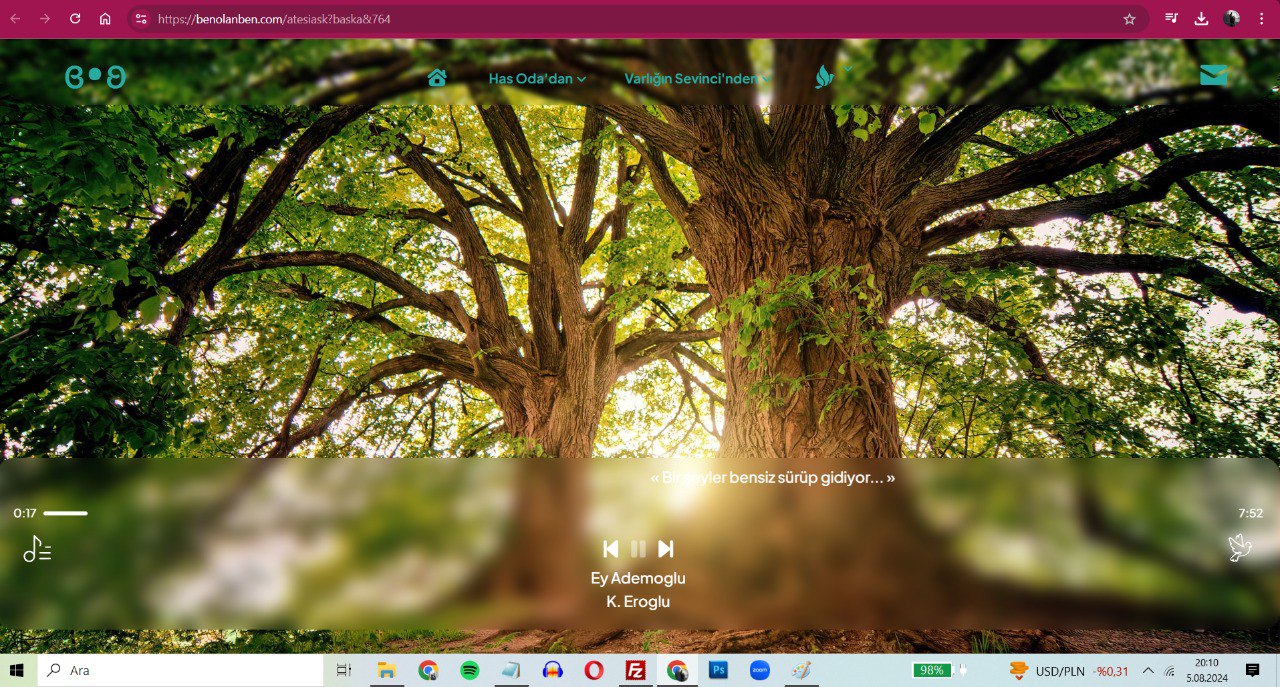 https://benolanben.com/atesiask?baska&764
Has Oda'dan
Varlığın Sevinci'nden
« Bir şeyler bensiz sürüp gidiyor... »
0:17
7:52
Ey Ademoglu
K. Eroglu
Ara
98%
USD/PLN -%0,31
20:10
5.08.2024